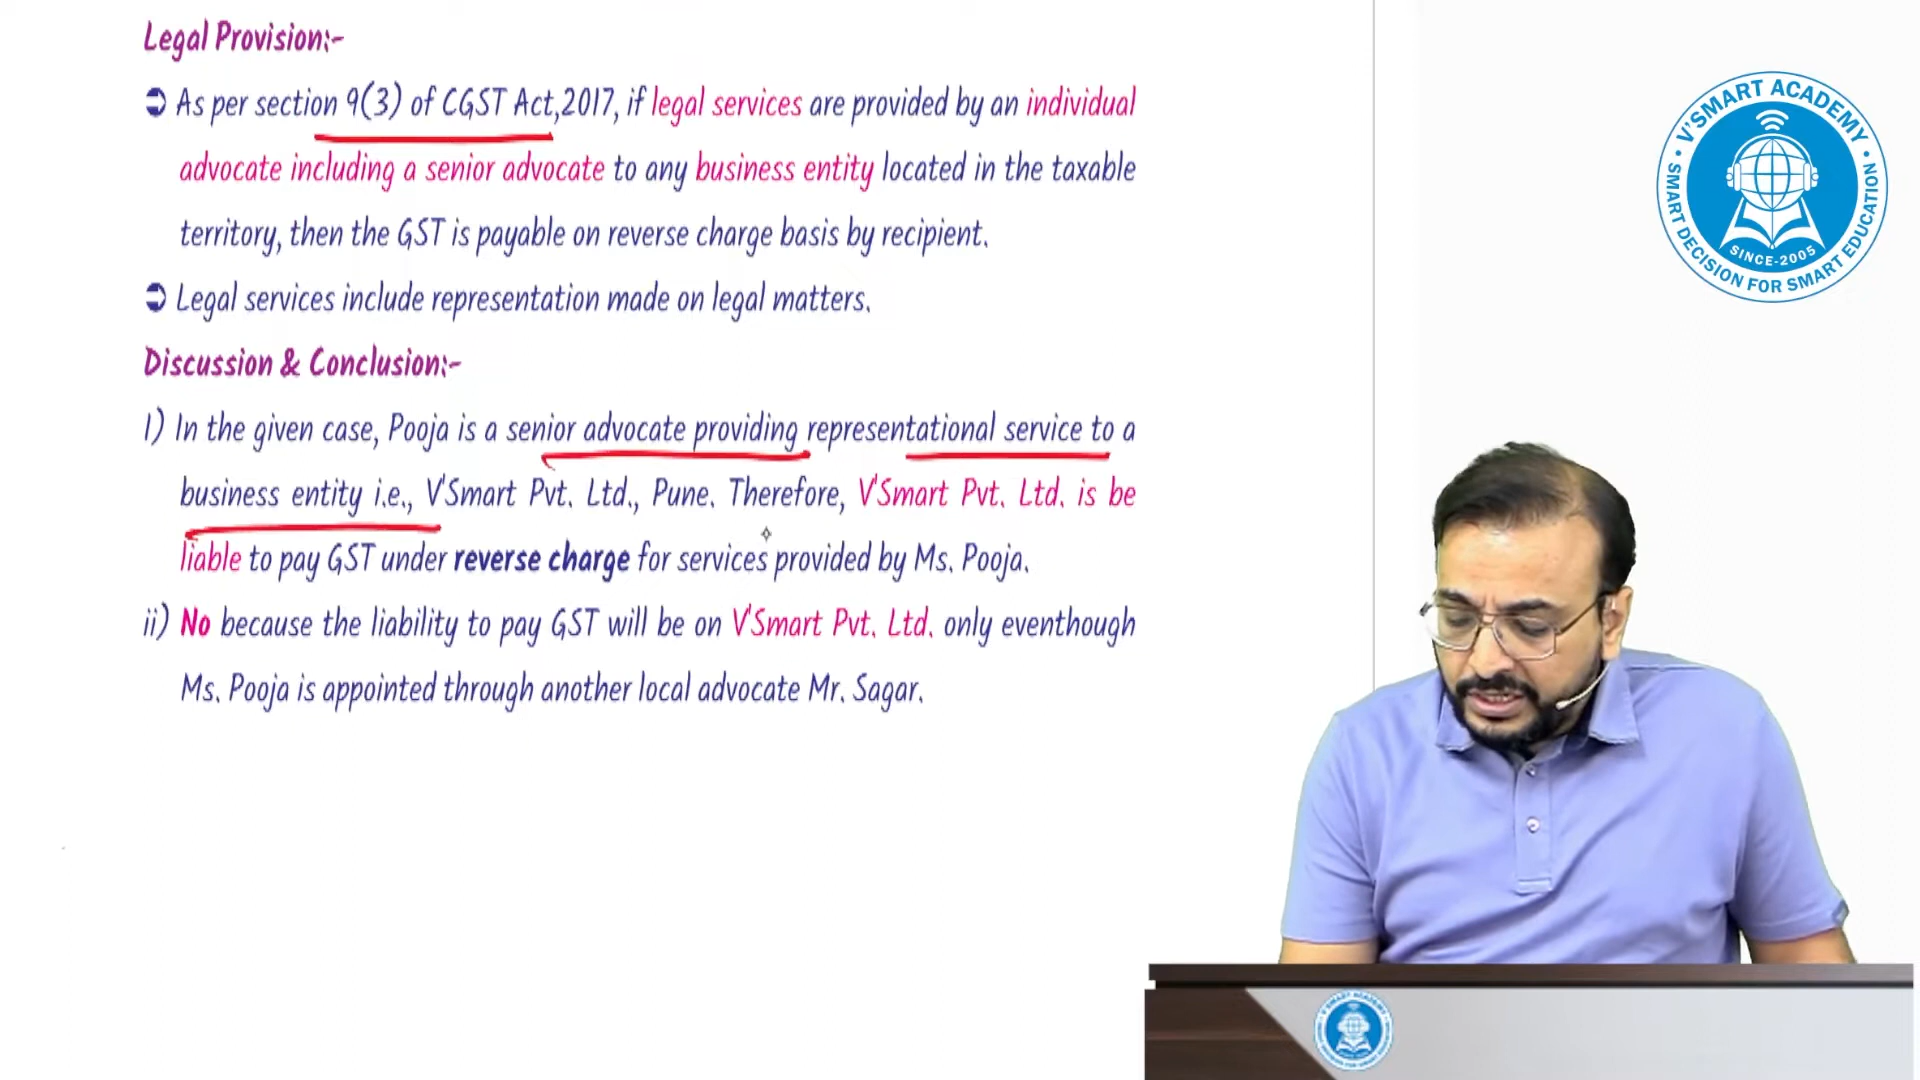 Legal Provision:-
➲ As per section 9(3) of CGST Act,2017, if legal services are provided by an individual
advocate including a senior advocate to any business entity located in the taxable
territory, then the GST is payable on reverse charge basis by recipient.
➲ Legal services include representation made on legal matters.
Discussion & Conclusion:-
1) In the given case, Pooja is a senior advocate providing representational service to a
business entity i.e., V'Smart Pvt. Ltd., Pune. Therefore, V'Smart Pvt. Ltd. is be
liable to pay GST under reverse charge for services provided by Ms. Pooja.
ii) No because the liability to pay GST will be on V'Smart Pvt. Ltd. only eventhough
Ms. Pooja is appointed through another local advocate Mr. Sagar.
V'SMART ACADEMY
SINCE-2005
SMART DECISION FOR SMART EDUCATION